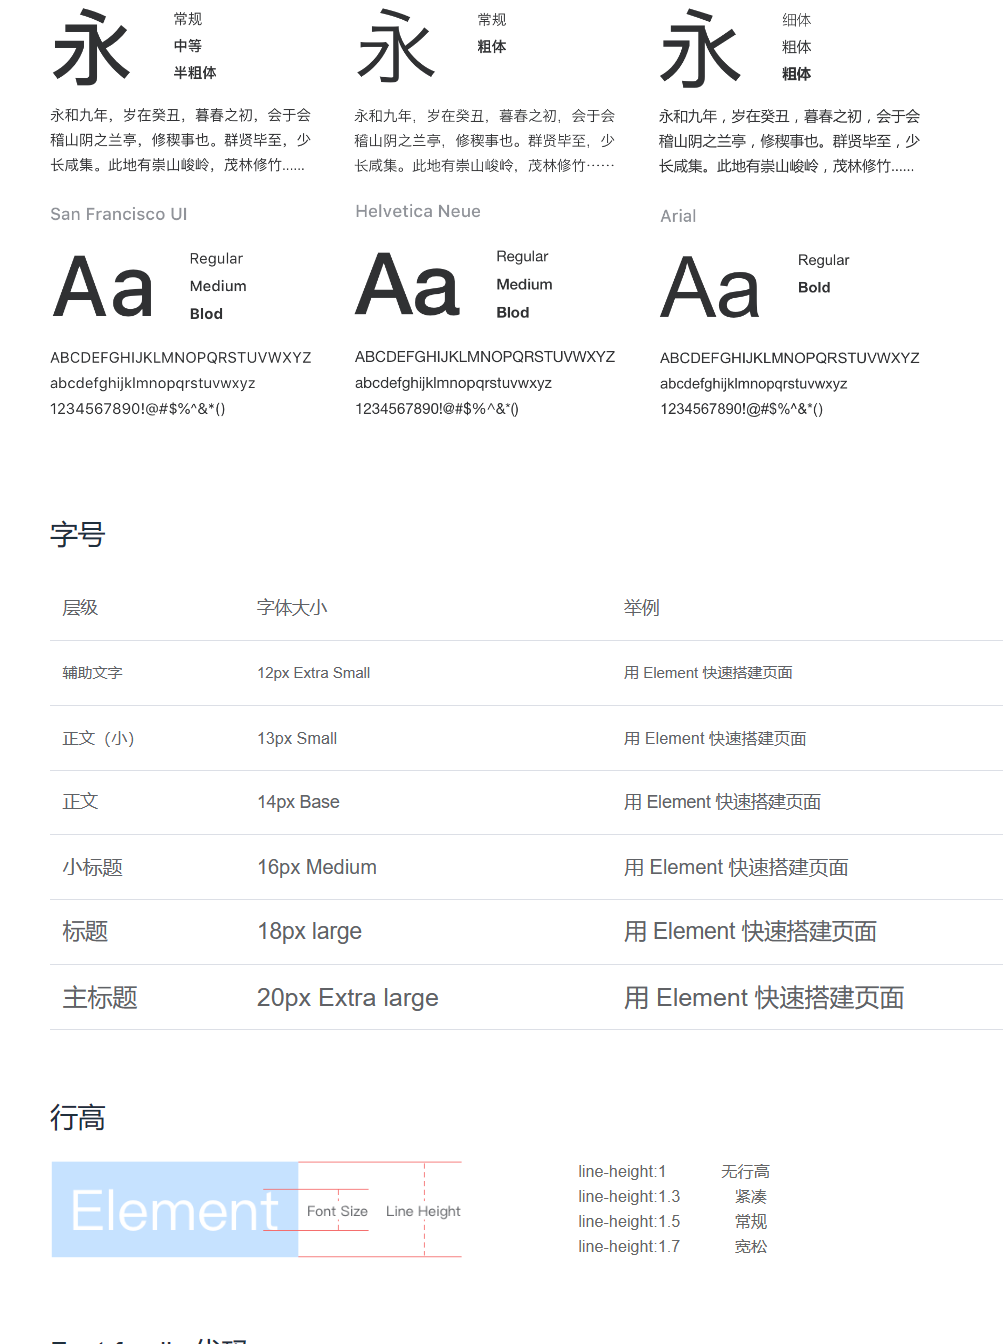 永
常规
中等
半粗体
永
常规
粗体
永
细体
粗体
粗体
永和九年，岁在癸丑，暮春之初，会于会
稽山阴之兰亭，修稧事也。群贤毕至，少
长咸集。此地有崇山峻岭，茂林修竹......
永和九年，岁在癸丑，暮春之初，会于会
稽山阴之兰亭，修稧事也。群贤毕至，少
长咸集。此地有崇山峻岭，茂林修竹······
永和九年，岁在癸丑，暮春之初，会于会
稽山阴之兰亭，修稧事也。群贤毕至，少
长咸集。此地有崇山峻岭，茂林修竹......
San Francisco UI
Aa
Regular
Medium
Blod
ABCDEFGHIJKLMNOPQRSTUVWXYZ
abcdefghijklmnopqrstuvwxyz
1234567890!@#$%^&*()
Helvetica Neue
Aa
Regular
Medium
Blod
ABCDEFGHIJKLMNOPQRSTUVWXYZ
abcdefghijklmnopqrstuvwxyz
1234567890!@#$%^&*()
Arial
Aa
Regular
Bold
ABCDEFGHIJKLMNOPQRSTUVWXYZ
abcdefghijklmnopqrstuvwxyz
1234567890!@#$%^&*()
字号
层级 字体大小 举例
辅助文字 12px Extra Small 用 Element 快速搭建页面
正文（小） 13px Small 用 Element 快速搭建页面
正文 14px Base 用 Element 快速搭建页面
小标题 16px Medium 用 Element 快速搭建页面
标题 18px large 用 Element 快速搭建页面
主标题 20px Extra large 用 Element 快速搭建页面
行高
Element Font Size Line Height
line-height:1 无行高
line-height:1.3 紧凑
line-height:1.5 常规
line-height:1.7 宽松